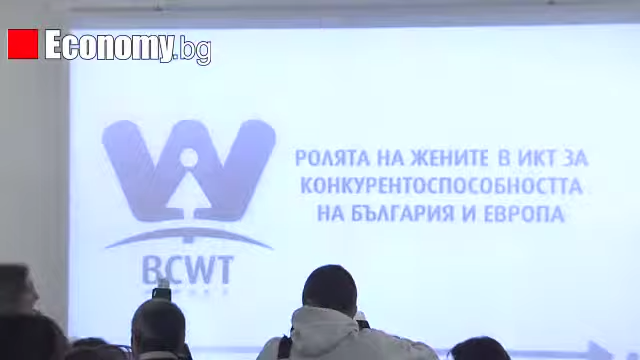 Economy.bg
РОЛЯТА НА ЖЕНИТЕ В ИКТ ЗА
КОНКУРЕНТОСПОСОБНОСТТА
НА БЪЛГАРИЯ И ЕВРОПА
BCWT